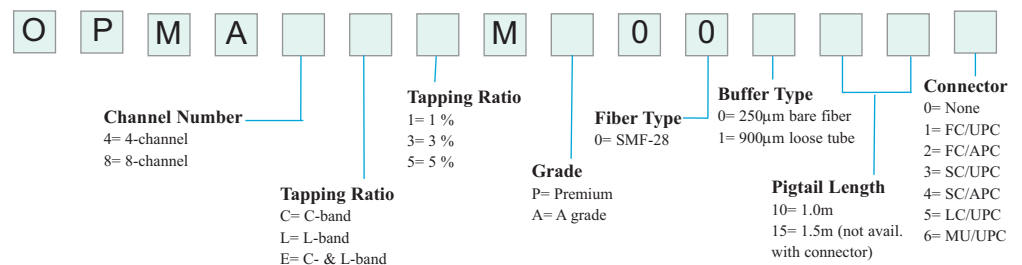 O P M A M 0 0
Channel Number
4= 4-channel
8= 8-channel
Tapping Ratio
C= C-band
L= L-band
E= C- & L-band
Tapping Ratio
1= 1 %
3= 3 %
5= 5 %
Grade
P= Premium
A= A grade
Fiber Type
0= SMF-28
Buffer Type
0= 250µm bare fiber
1= 900µm loose tube
Pigtail Length
10= 1.0m
15= 1.5m (not avail.
with connector)
Connector
0= None
1= FC/UPC
2= FC/APC
3= SC/UPC
4= SC/APC
5= LC/UPC
6= MU/UPC